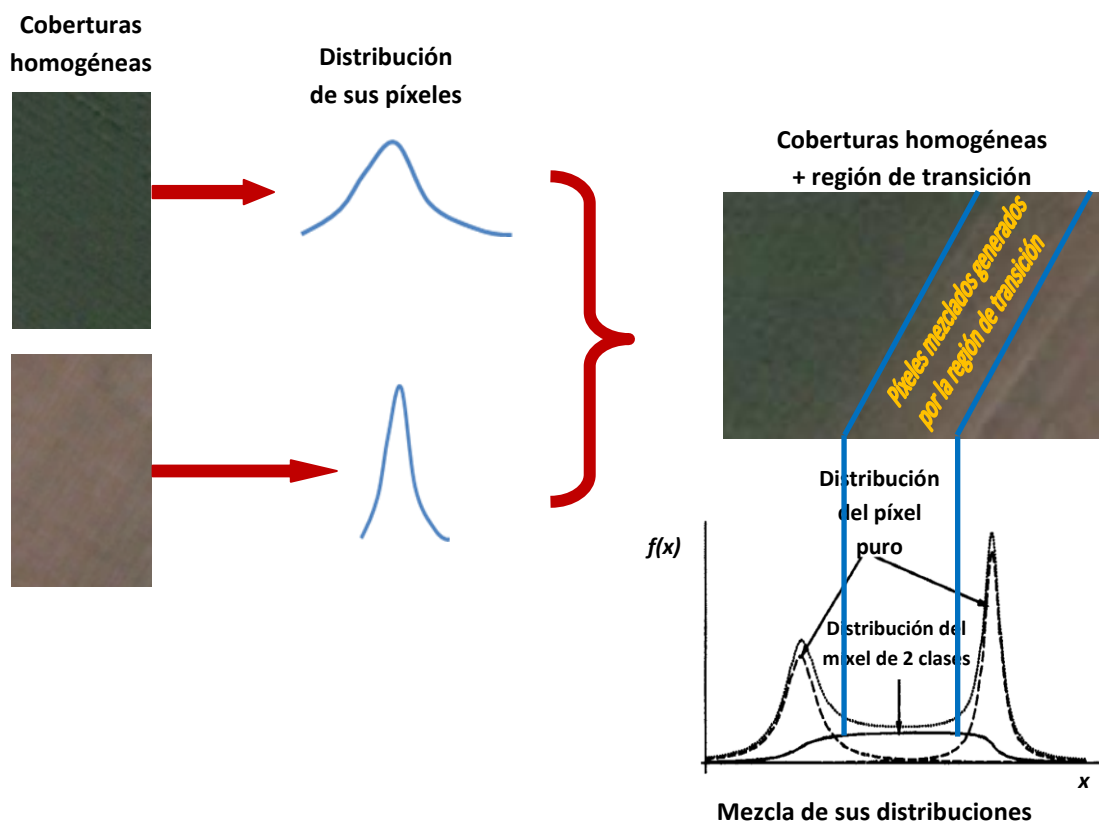 Coberturas
homogéneas
Distribución
de sus píxeles
Coberturas homogéneas
+ región de transición
Píxeles mezclados generados
por la región de transición
Distribución
del píxel
puro
f(x)
Distribución del
mixel de 2 clases
x
Mezcla de sus distribuciones